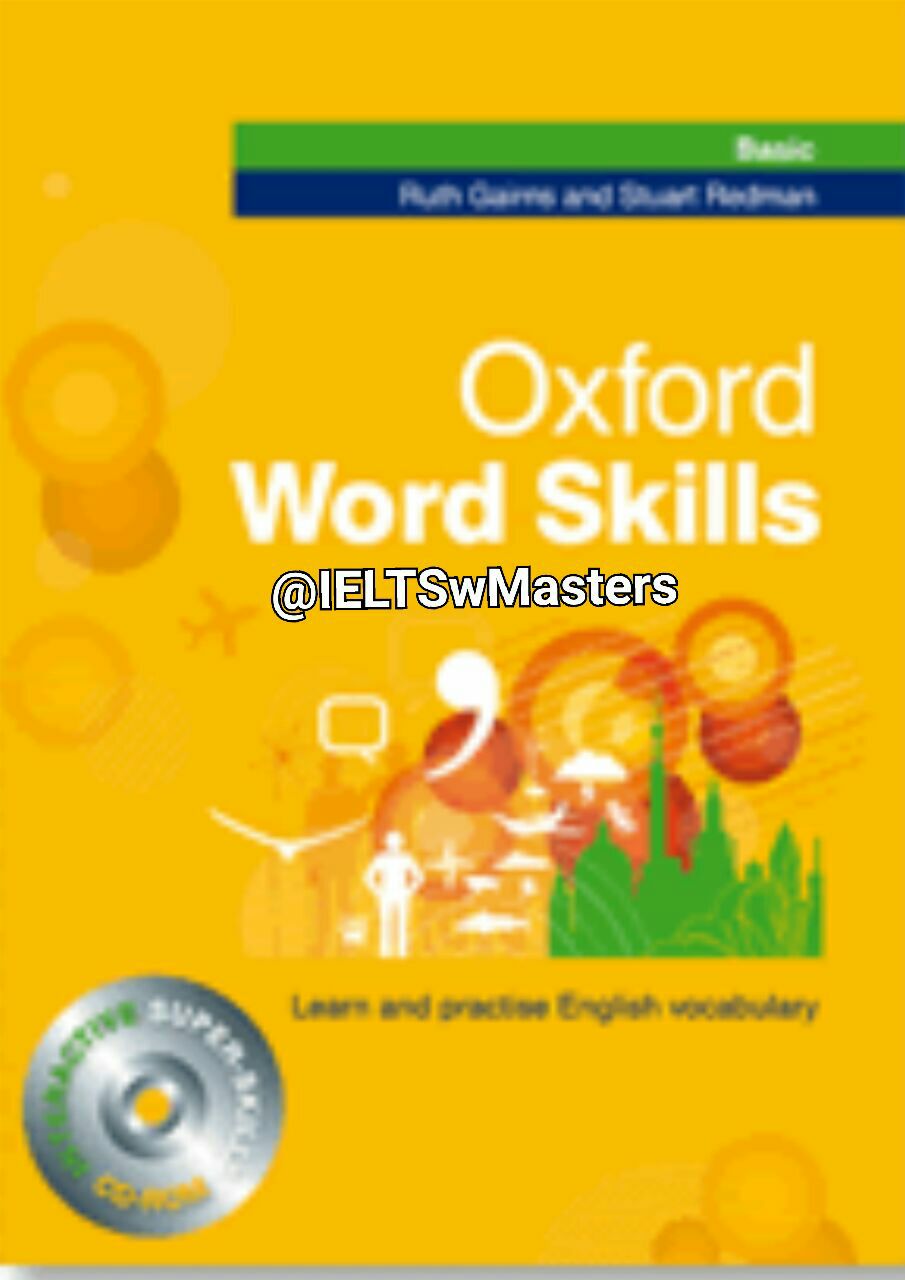 Basic
Ruth Gairns and Stuart Redman
Oxford
Word Skills
@IELTSwMasters
Learn and practise English vocabulary
INTERACTIVE SUPER-SKILLS
CD-ROM